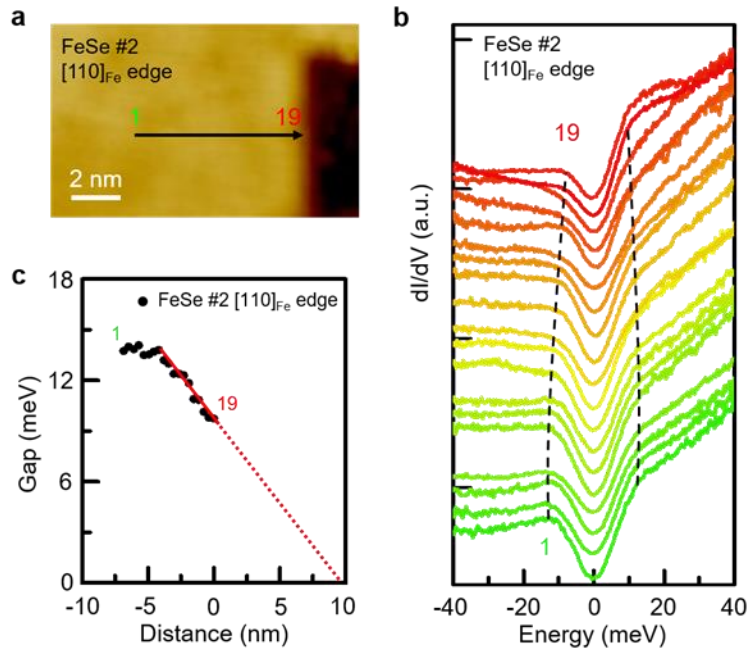 a
FeSe #2
[110]Fe edge
1
19
2 nm
b
FeSe #2
[110]Fe edge
19
1
dI/dV (a.u.)
-40
-20
0
20
40
Energy (meV)
c
18
12
6
0
Gap (meV)
FeSe #2 [110]Fe edge
1
19
-10
-5
0
5
10
Distance (nm)